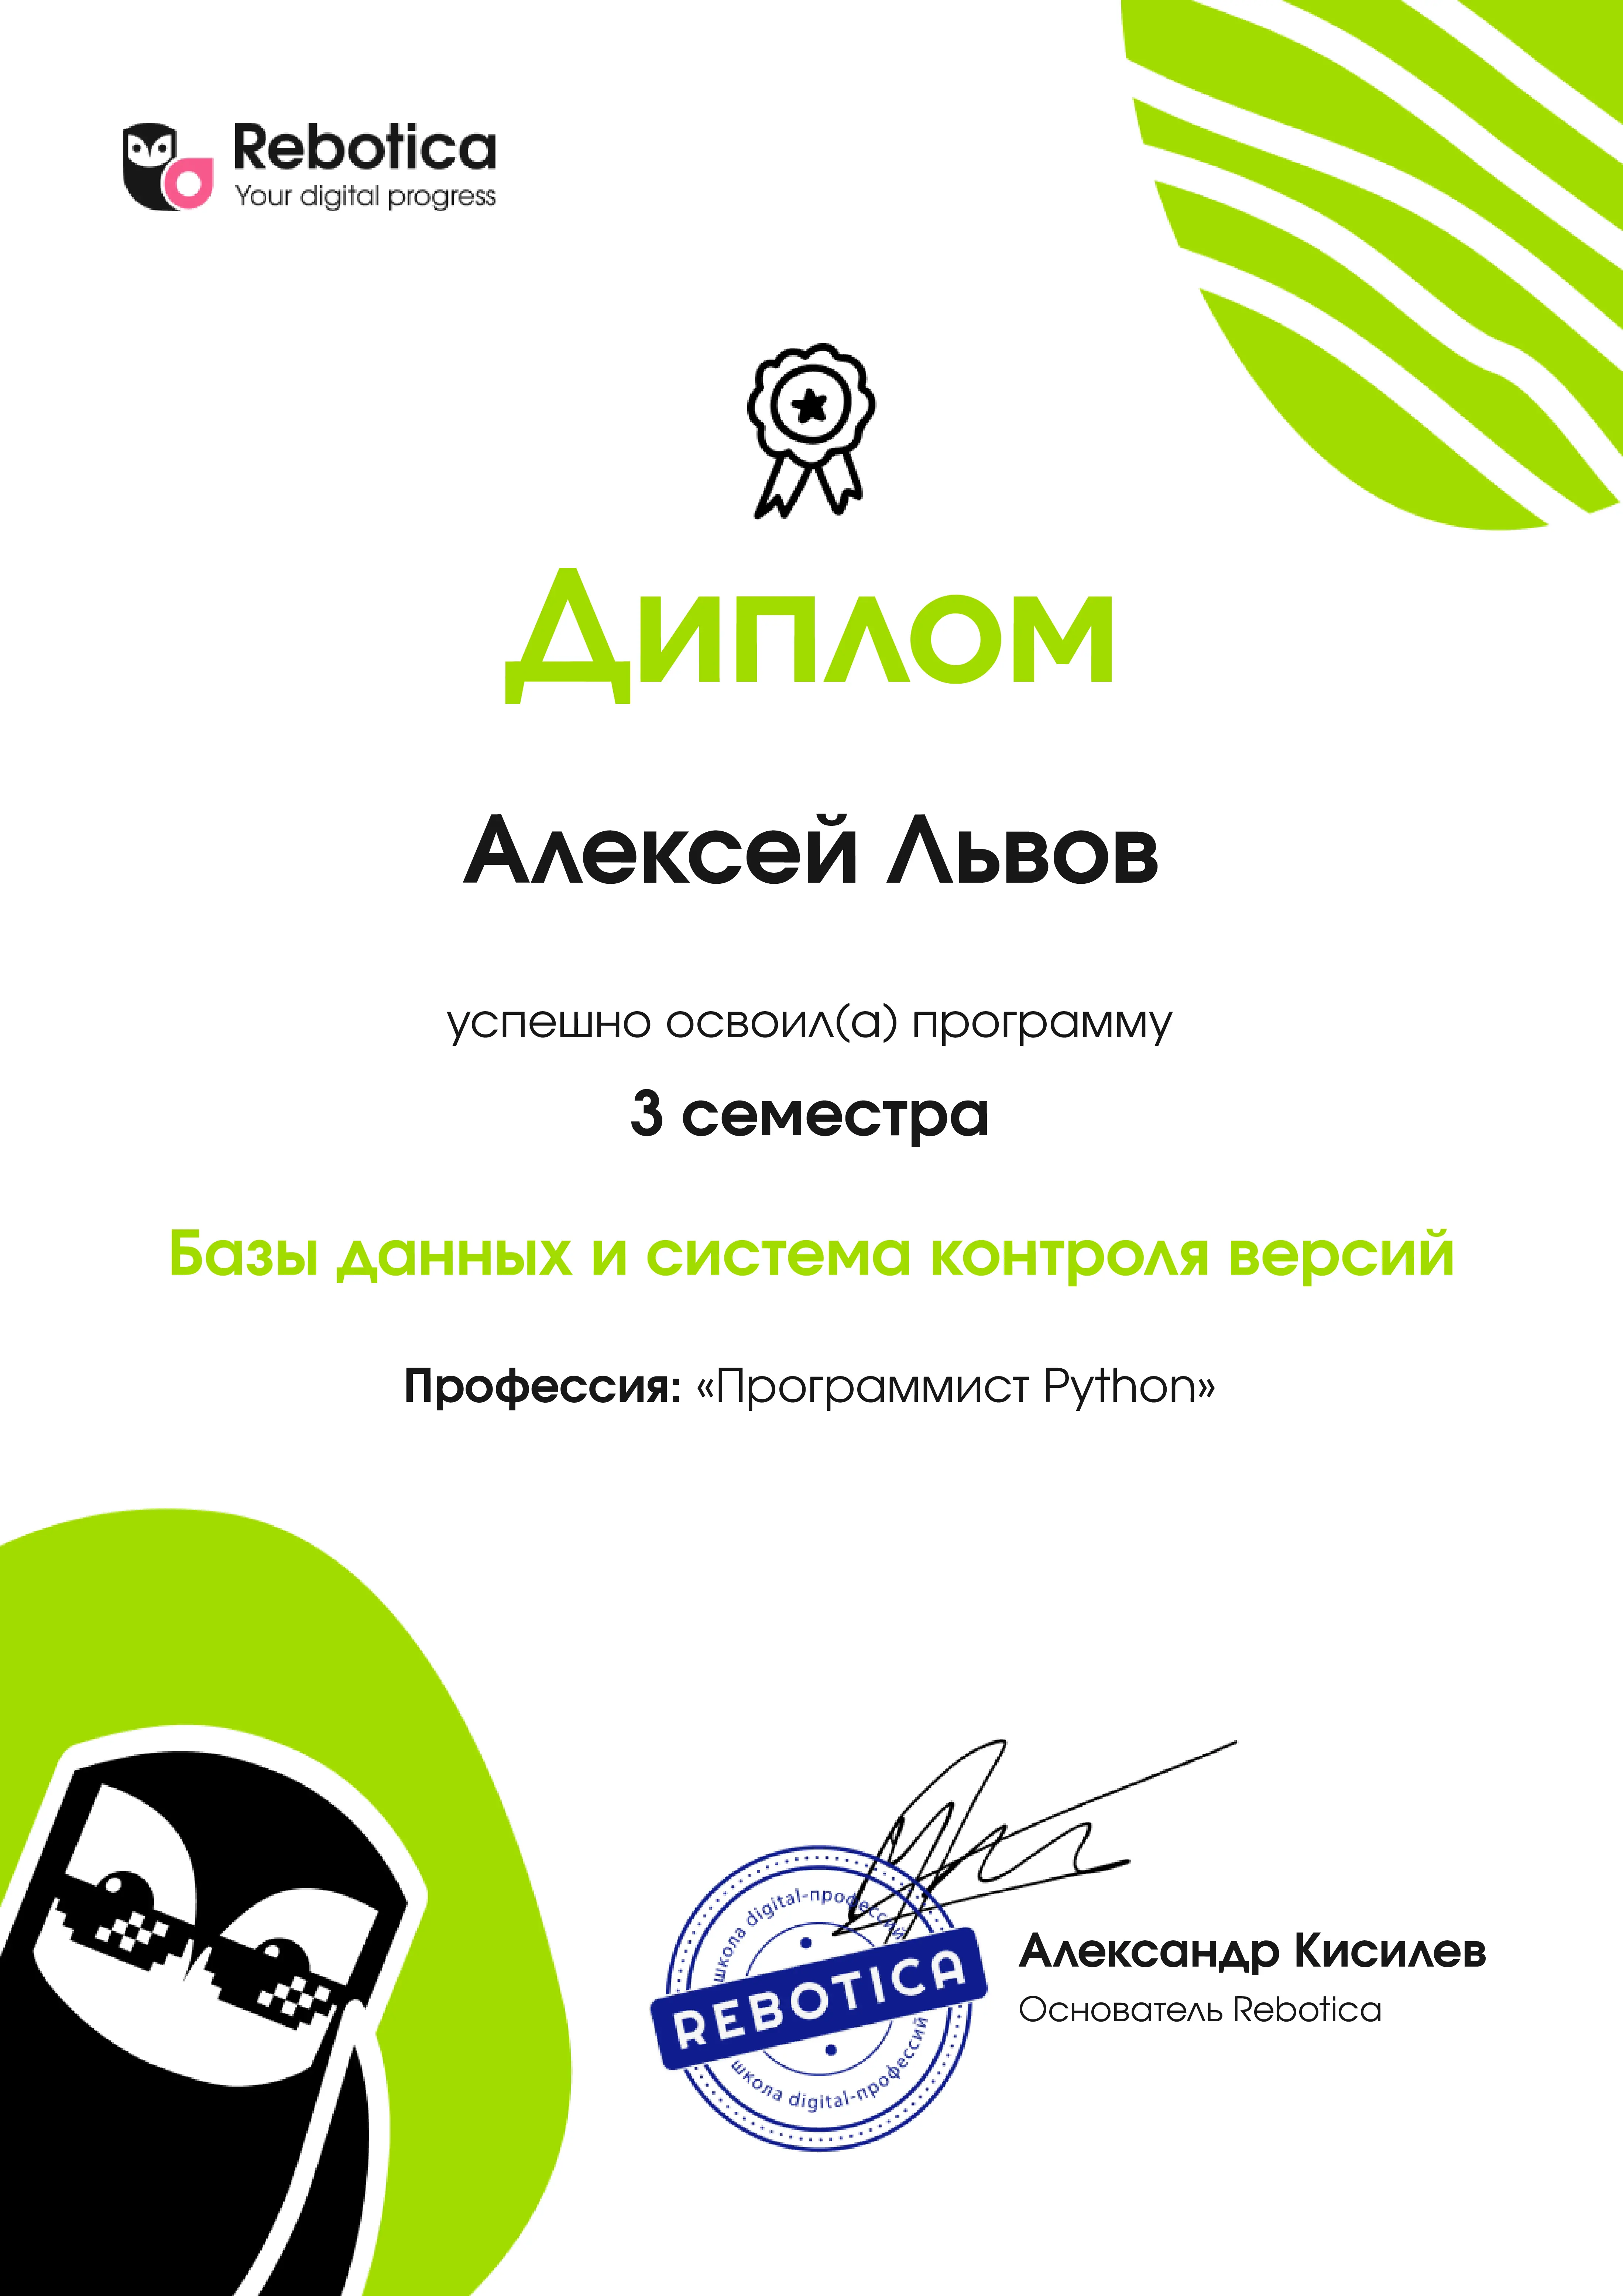 Rebotica
Your digital progress
Диплом
Алексей Львов
успешно освоил(а) программу
3 семестра
Базы данных и система контроля версий
Профессия: «Программист Python»
школа digital-профессий
REBOTICA
школа digital-профессий
Александр Кисилев
Основатель Rebotica